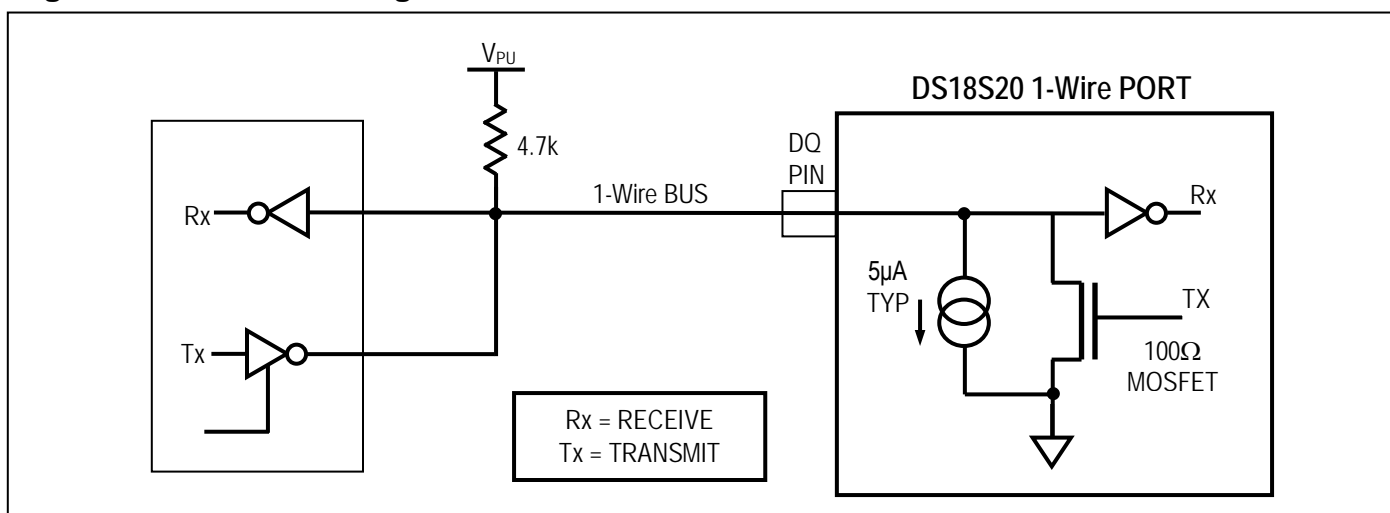 V_PU
4.7k
DS18S20 1-Wire PORT
DQ
PIN
1-Wire BUS
Rx
Rx
5µA
TYP
TX
100Ω
MOSFET
Tx
Rx = RECEIVE
Tx = TRANSMIT